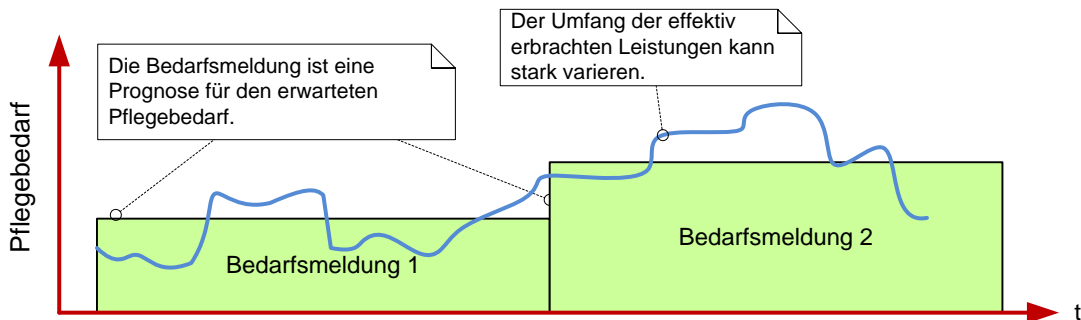 Der Umfang der effektiv
erbrachten Leistungen kann
stark varieren.
Die Bedarfsmeldung ist eine
Prognose für den erwarteten
Pflegebedarf.
Pflegebedarf
Bedarfsmeldung 2
Bedarfsmeldung 1
t